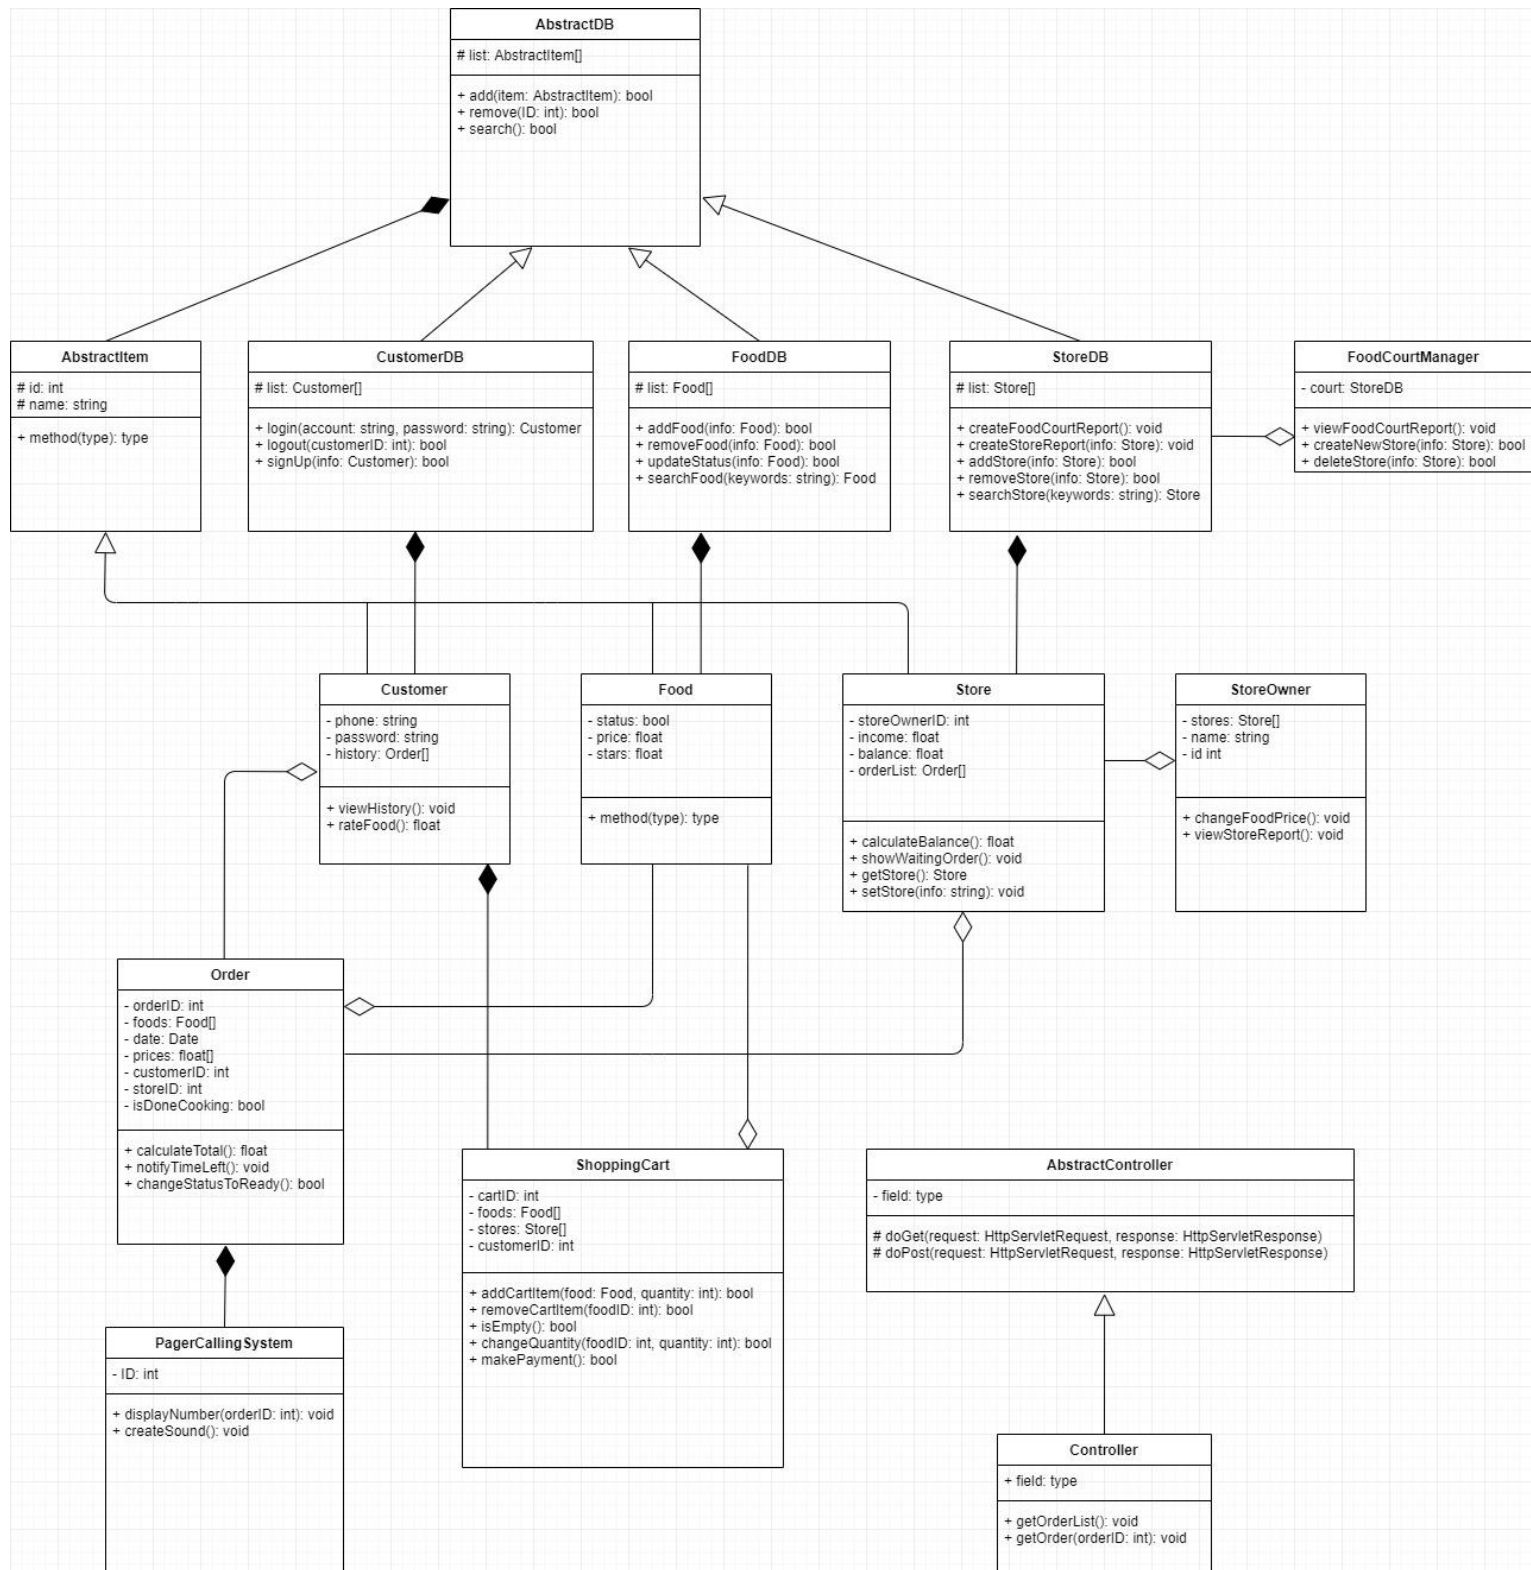 AbstractDB
# list: AbstractItem[]
+ add(item: AbstractItem): bool
+ remove(ID: int): bool
+ search(): bool
AbstractItem
# id: int
# name: string
+ method(type): type
CustomerDB
# list: Customer[]
+ login(account: string, password: string): Customer
+ logout(customerID: int): bool
+ signUp(info: Customer): bool
FoodDB
# list: Food[]
+ addFood(info: Food): bool
+ removeFood(info: Food): bool
+ updateStatus(info: Food): bool
+ searchFood(keywords: string): Food
StoreDB
# list: Store[]
+ createFoodCourtReport(): void
+ createStoreReport(info: Store): void
+ addStore(info: Store): bool
+ removeStore(info: Store): bool
+ searchStore(keywords: string): Store
FoodCourtManager
- court: StoreDB
+ viewFoodCourtReport(): void
+ createNewStore(info: Store): bool
+ deleteStore(info: Store): bool
Customer
- phone: string
- password: string
- history: Order[]
+ viewHistory(): void
+ rateFood(): float
Food
- status: bool
- price: float
- stars: float
+ method(type): type
Store
- storeOwnerID: int
- income: float
- balance: float
- orderList: Order[]
+ calculateBalance(): float
+ showWaitingOrder(): void
+ getStore(): Store
+ setStore(info: string): void
StoreOwner
- stores: Store[]
- name: string
- id int
+ changeFoodPrice(): void
+ viewStoreReport(): void
Order
- orderID: int
- foods: Food[]
- date: Date
- prices: float[]
- customerID: int
- storeID: int
- isDoneCooking: bool
+ calculateTotal(): float
+ notifyTimeLeft(): void
+ changeStatusToReady(): bool
ShoppingCart
- cartID: int
- foods: Food[]
- stores: Store[]
- customerID: int
+ addCartItem(food: Food, quantity: int): bool
+ removeCartItem(foodID: int): bool
+ isEmpty(): bool
+ changeQuantity(foodID: int, quantity: int): bool
+ makePayment(): bool
AbstractController
- field: type
# doGet(request: HttpServletRequest, response: HttpServletResponse)
# doPost(request: HttpServletRequest, response: HttpServletResponse)
PagerCallingSystem
- ID: int
+ displayNumber(orderID: int): void
+ createSound(): void
Controller
+ field: type
+ getOrderList(): void
+ getOrder(orderID: int): void